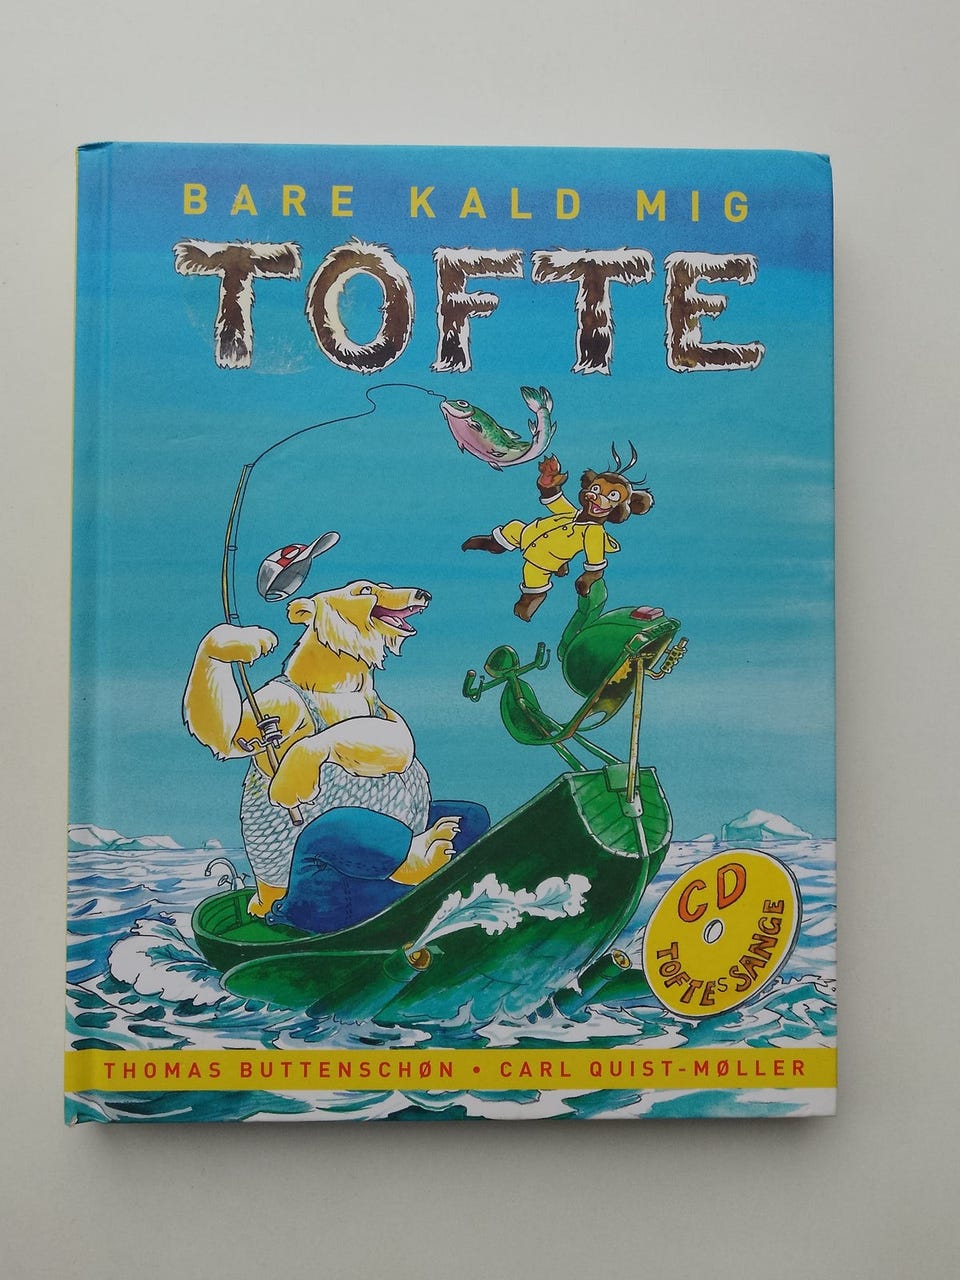 BARE KALD MIG
TOFTE
CD
TOFTEs SANGE
THOMAS BUTTENSCHØN • CARL QUIST-MØLLER